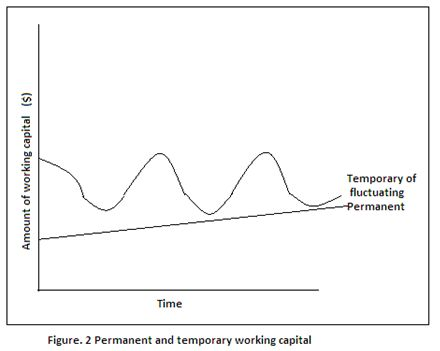 Amount of working capital ($)
Temporary of
fluctuating
Permanent
Time
Figure. 2 Permanent and temporary working capital